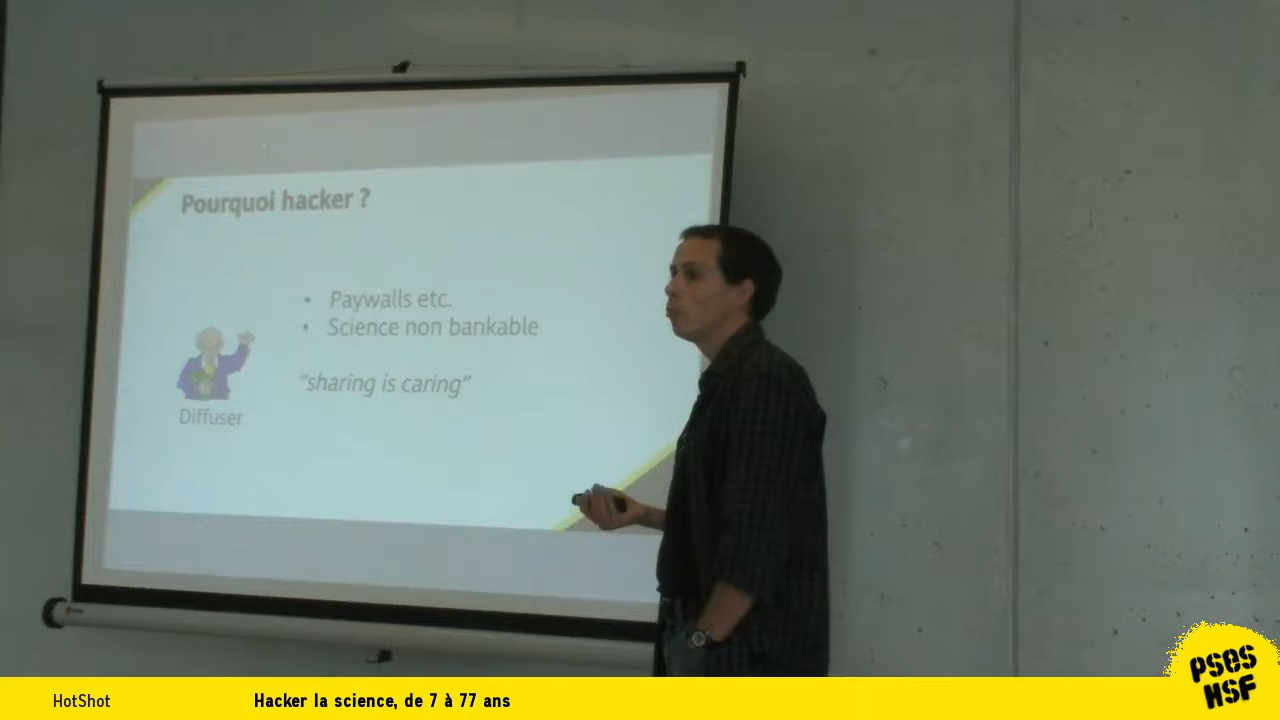 Pourquoi hacker ?
• Paywalls etc.
• Science non bankable
"sharing is caring"
Diffuser
PSES
HSF
HotShot
Hacker la science, de 7 à 77 ans